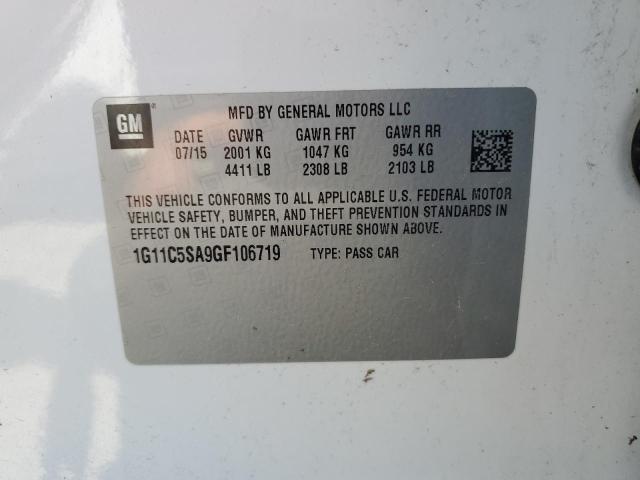 GM
MFD BY GENERAL MOTORS LLC
DATE GVWR GAWR FRT GAWR RR
07/15 2001 KG 1047 KG 954 KG
4411 LB 2308 LB 2103 LB
THIS VEHICLE CONFORMS TO ALL APPLICABLE U.S. FEDERAL MOTOR
VEHICLE SAFETY, BUMPER, AND THEFT PREVENTION STANDARDS IN
EFFECT ON THE DATE OF MANUFACTURE SHOWN ABOVE.
1G11C5SA9GF106719 TYPE: PASS CAR